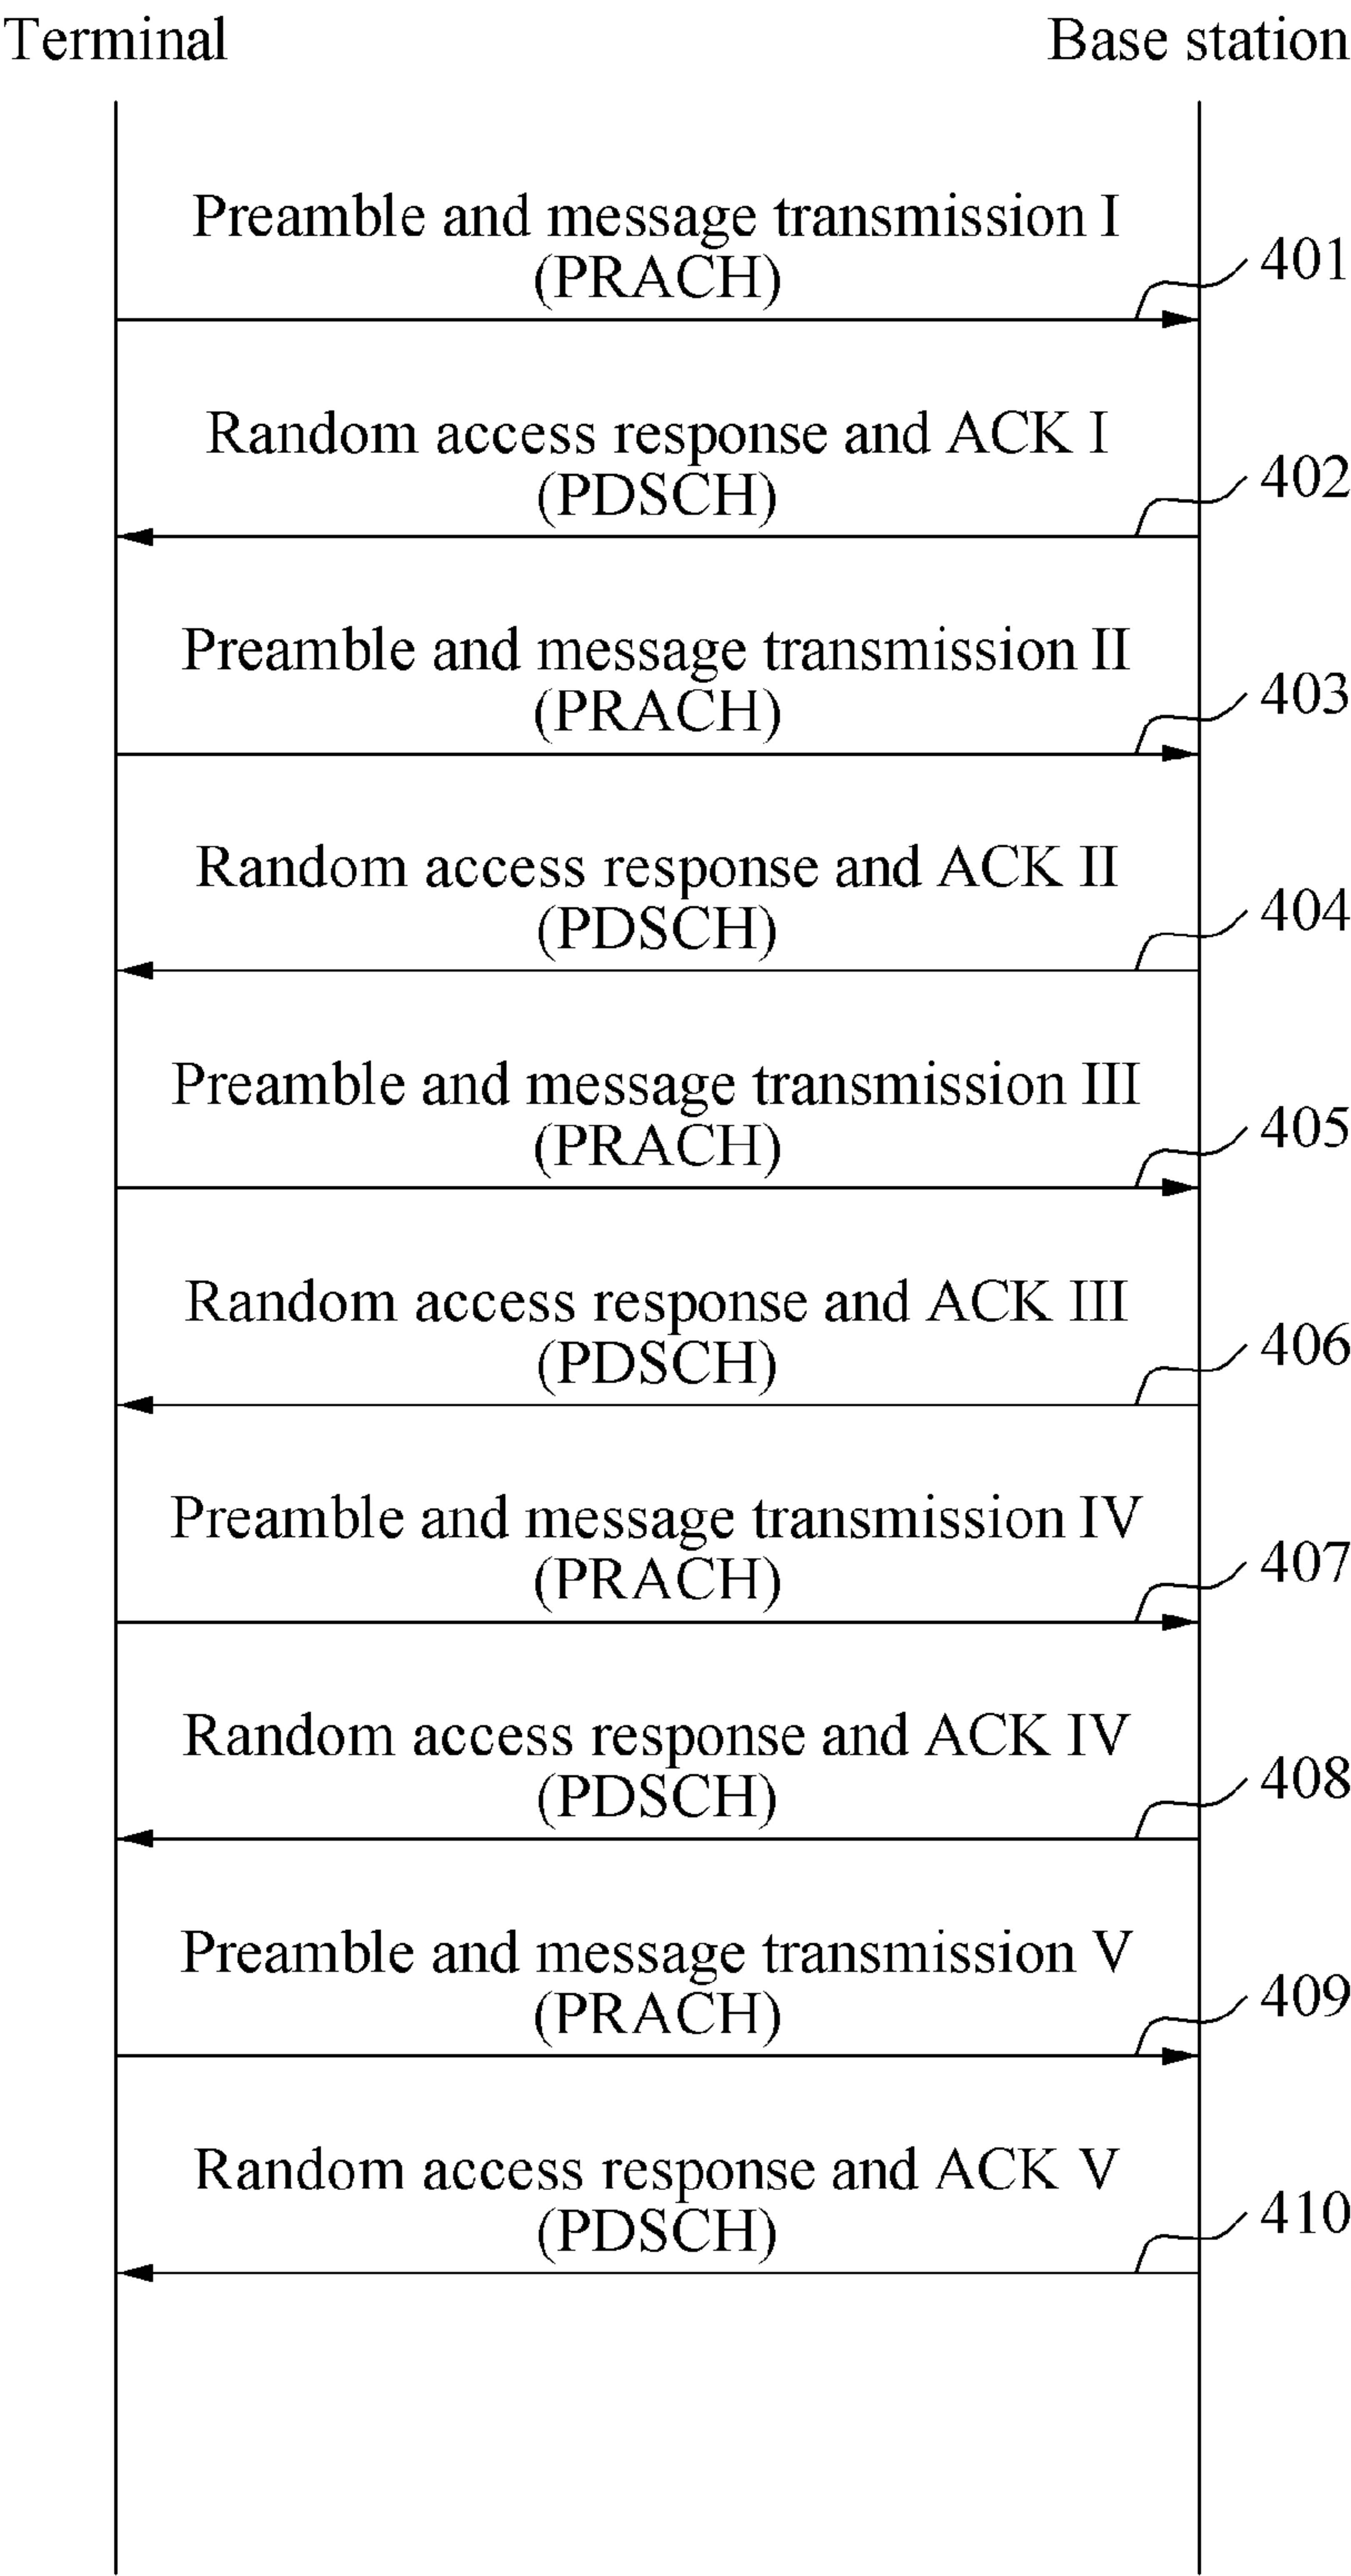 Terminal
Base station
Preamble and message transmission I
(PRACH)
401
Random access response and ACK I
(PDSCH)
402
Preamble and message transmission II
(PRACH)
403
Random access response and ACK II
(PDSCH)
404
Preamble and message transmission III
(PRACH)
405
Random access response and ACK III
(PDSCH)
406
Preamble and message transmission IV
(PRACH)
407
Random access response and ACK IV
(PDSCH)
408
Preamble and message transmission V
(PRACH)
409
Random access response and ACK V
(PDSCH)
410